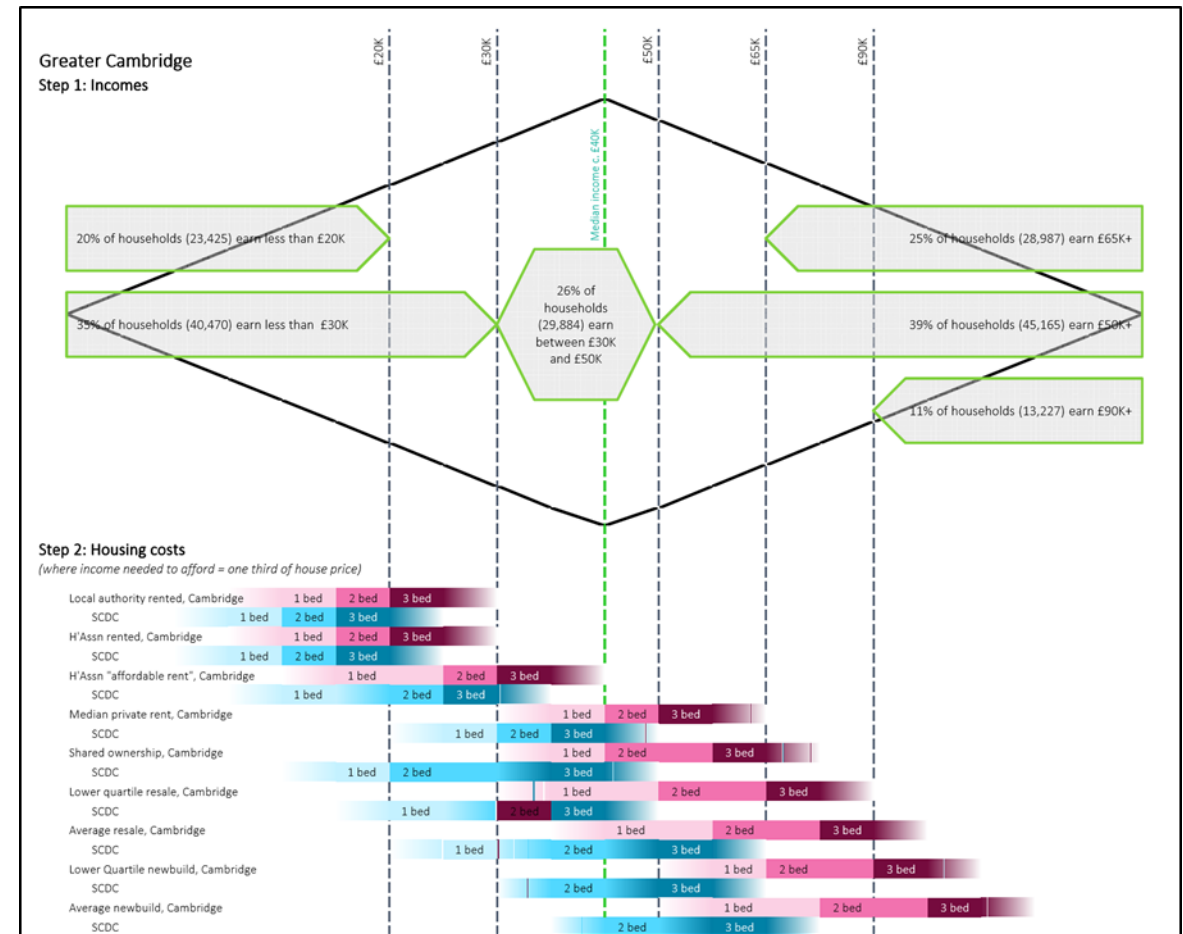 £20K
£30K
£50K
£65K
£90K
Greater Cambridge
Step 1: Incomes
Median income c. £40K
20% of households (23,425) earn less than £20K
25% of households (28,987) earn £65K+
35% of households (40,470) earn less than £30K
26% of
households
(29,884) earn
between £30K
and £50K
39% of households (45,165) earn £50K+
11% of households (13,227) earn £90K+
Step 2: Housing costs
(where income needed to afford = one third of house price)
Local authority rented, Cambridge 1 bed 2 bed 3 bed
SCDC 1 bed 2 bed 3 bed
H'Assn rented, Cambridge 1 bed 2 bed 3 bed
SCDC 1 bed 2 bed 3 bed
H'Assn "affordable rent", Cambridge 1 bed 2 bed 3 bed
SCDC 1 bed 2 bed 3 bed
Median private rent, Cambridge 1 bed 2 bed 3 bed
SCDC 1 bed 2 bed 3 bed
Shared ownership, Cambridge 1 bed 2 bed 3 bed
SCDC 1 bed 2 bed 3 bed
Lower quartile resale, Cambridge 1 bed 2 bed 3 bed
SCDC 1 bed 2 bed 3 bed
Average resale, Cambridge 1 bed 2 bed 3 bed
SCDC 1 bed 2 bed 3 bed
Lower Quartile newbuild, Cambridge 1 bed 2 bed 3 bed
SCDC 2 bed 3 bed
Average newbuild, Cambridge 1 bed 2 bed 3 bed
SCDC 2 bed 3 bed